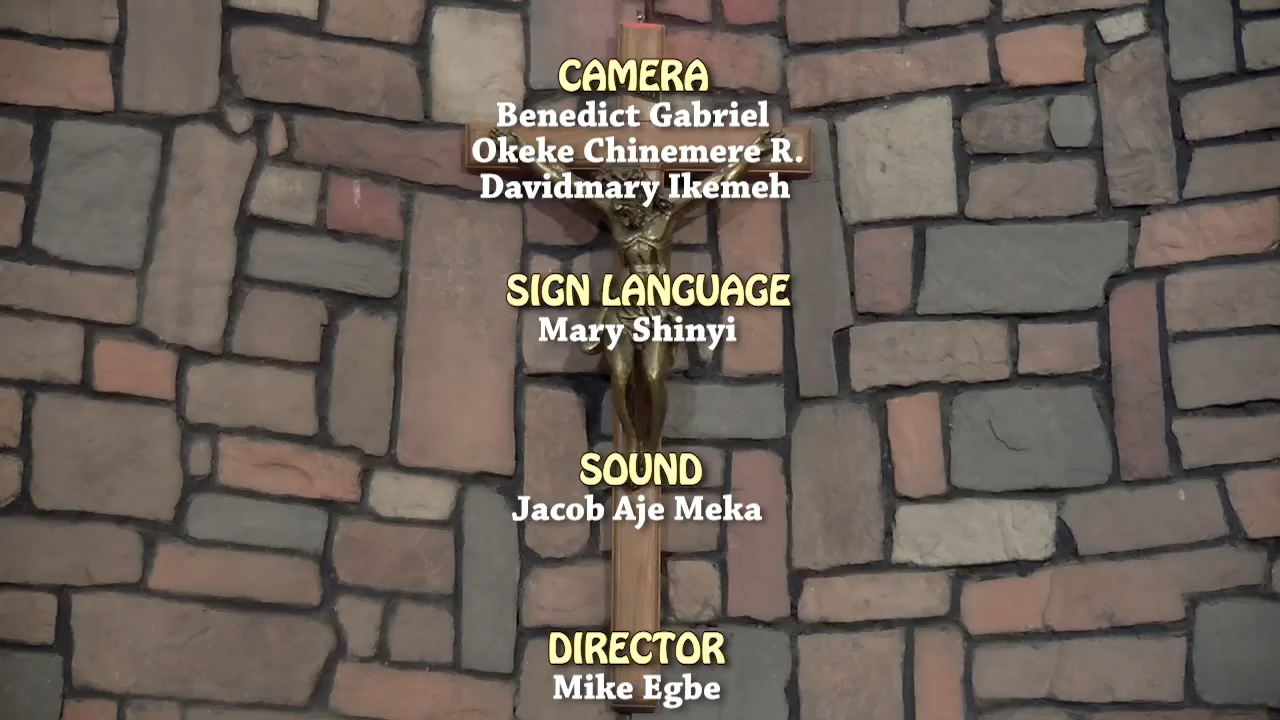 CAMERA
Benedict Gabriel
Okeke Chinemere R.
Davidmary Ikemeh
SIGN LANGUAGE
Mary Shinyi
SOUND
Jacob Aje Meka
DIRECTOR
Mike Egbe